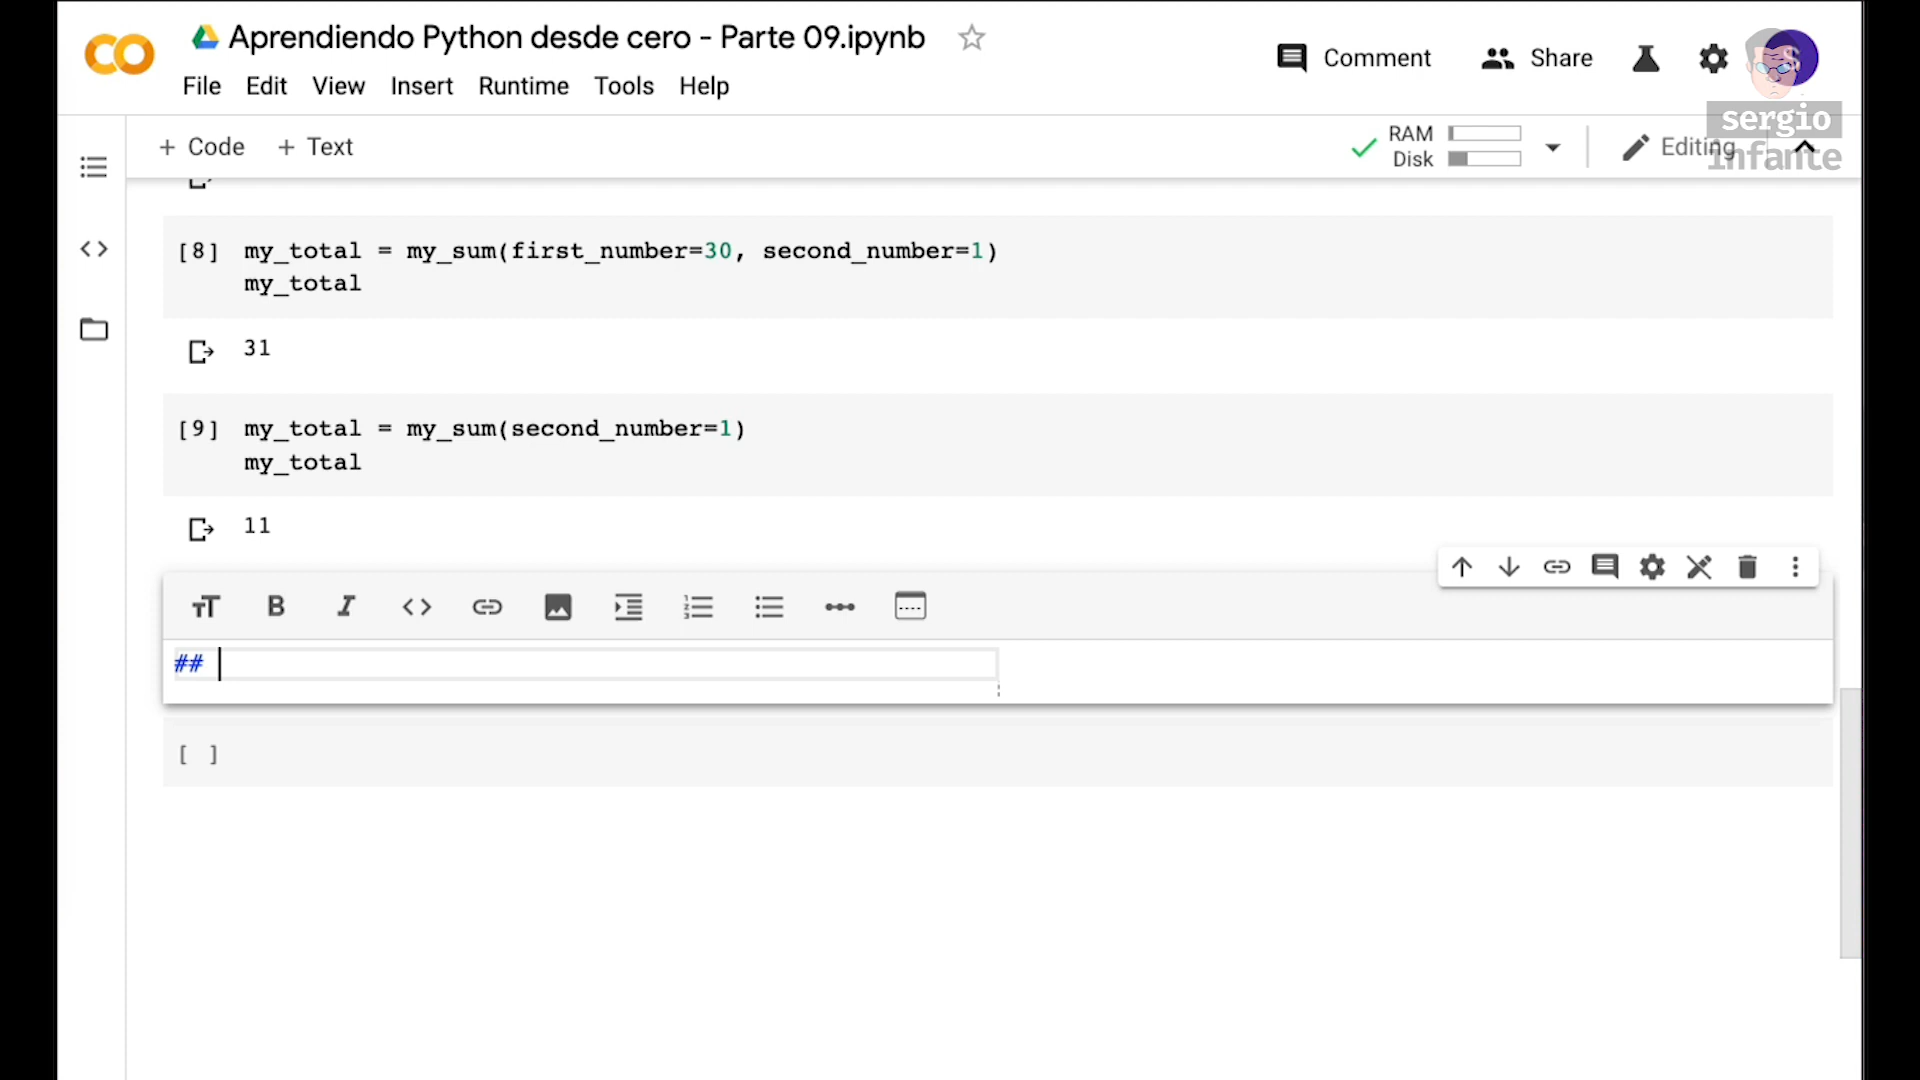 Aprendiendo Python desde cero - Parte 09.ipynb
File Edit View Insert Runtime Tools Help
Comment
Share
sergio
infante
+ Code + Text
RAM
Disk
Editing
[8] my_total = my_sum(first_number=30, second_number=1)
my_total
31
[9] my_total = my_sum(second_number=1)
my_total
11
##
[ ]